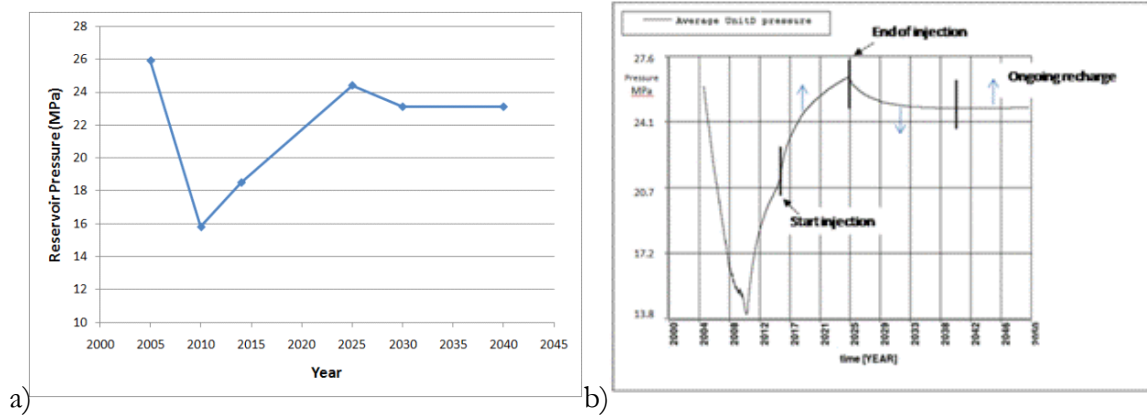 28
26
24
22
20
18
16
14
12
10
Reservoir Pressure (MPa)
2000 2005 2010 2015 2020 2025 2030 2035 2040 2045
Year
a)
Average UnitD pressure
End of injection
Ongoing recharge
Start injection
27.6
Pressure
MPa
24.1
20.7
17.2
13.8
2000 2004 2008 2012 2017 2021 2025 2029 2033 2038 2042 2046
time [YEAR]
b)